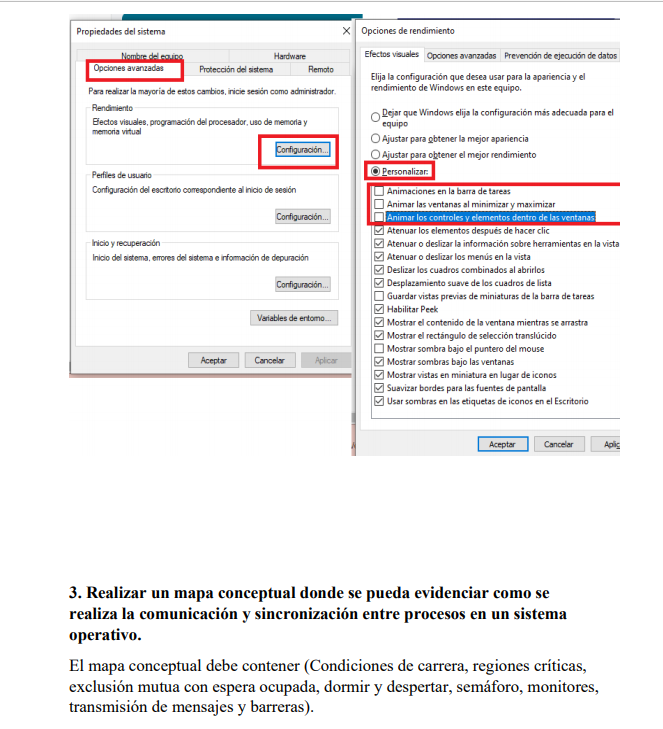 Propiedades del sistema
Nombre del equipo
Hardware
Opciones avanzadas
Protección del sistema
Remoto
Para realizar la mayoría de estos cambios, inicie sesión como administrador.
Rendimiento
Efectos visuales, programación del procesador, uso de memoria y
memoria virtual
Configuración...
Perfiles de usuario
Configuración del escritorio correspondiente al inicio de sesión
Configuración...
Inicio y recuperación
Inicio del sistema, errores del sistema e información de depuración
Configuración...
Variables de entorno...
Aceptar
Cancelar
Aplicar
Opciones de rendimiento
Efectos visuales
Opciones avanzadas
Prevención de ejecución de datos
Elija la configuración que desea usar para la apariencia y el
rendimiento de Windows en este equipo.
Dejar que Windows elija la configuración más adecuada para el
equipo
Ajustar para obtener la mejor apariencia
Ajustar para obtener el mejor rendimiento
Personalizar:
Animaciones en la barra de tareas
Animar las ventanas al minimizar y maximizar
Animar los controles y elementos dentro de las ventanas
Atenuar los elementos después de hacer clic
Atenuar o deslizar la información sobre herramientas en la vista
Atenuar o deslizar los menús en la vista
Deslizar los cuadros combinados al abrirlos
Desplazamiento suave de los cuadros de lista
Guardar vistas previas de miniaturas de la barra de tareas
Habilitar Peek
Mostrar el contenido de la ventana mientras se arrastra
Mostrar el rectángulo de selección translúcido
Mostrar sombra bajo el puntero del mouse
Mostrar sombras bajo las ventanas
Mostrar vistas en miniatura en lugar de iconos
Suavizar bordes para las fuentes de pantalla
Usar sombras en las etiquetas de iconos en el Escritorio
Aceptar
Cancelar
3. Realizar un mapa conceptual donde se pueda evidenciar como se
realiza la comunicación y sincronización entre procesos en un sistema
operativo.
El mapa conceptual debe contener (Condiciones de carrera, regiones críticas,
exclusión mutua con espera ocupada, dormir y despertar, semáforo, monitores,
transmisión de mensajes y barreras).